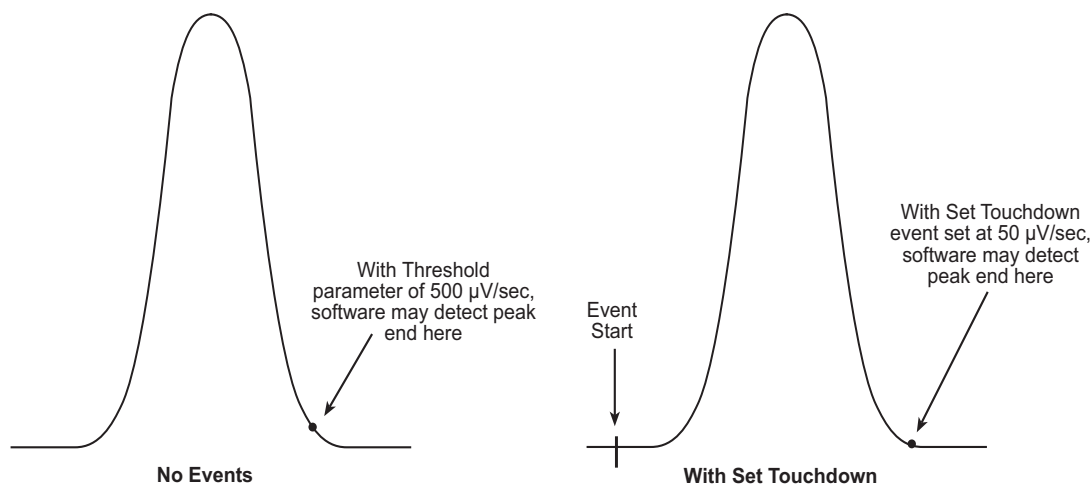 With Threshold
parameter of 500 µV/sec,
software may detect peak
end here
No Events
Event
Start
With Set Touchdown
event set at 50 µV/sec,
software may detect
peak end here
With Set Touchdown